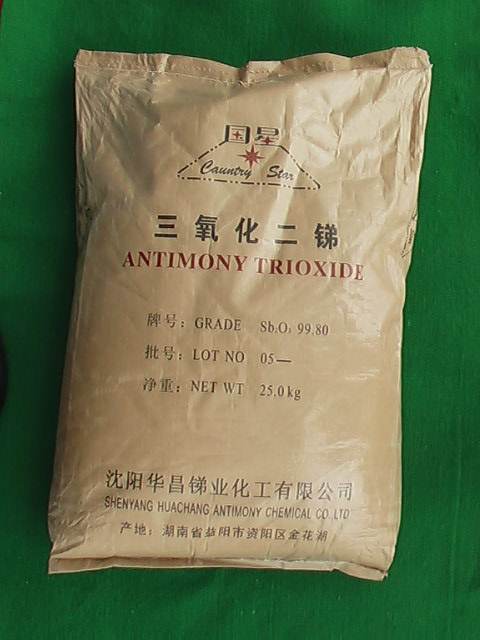 国星
Cauntry Star
三氧化二锑
ANTIMONY TRIOXIDE
牌号: GRADE Sb₂O₃ 99.80
批号: LOT NO 05—
净重: NET WT 25.0kg
沈阳华昌锑业化工有限公司
SHENYANG HUACHANG ANTIMONY CHEMICAL CO LTD
产地: 湖南省益阳市资阳区金花湖